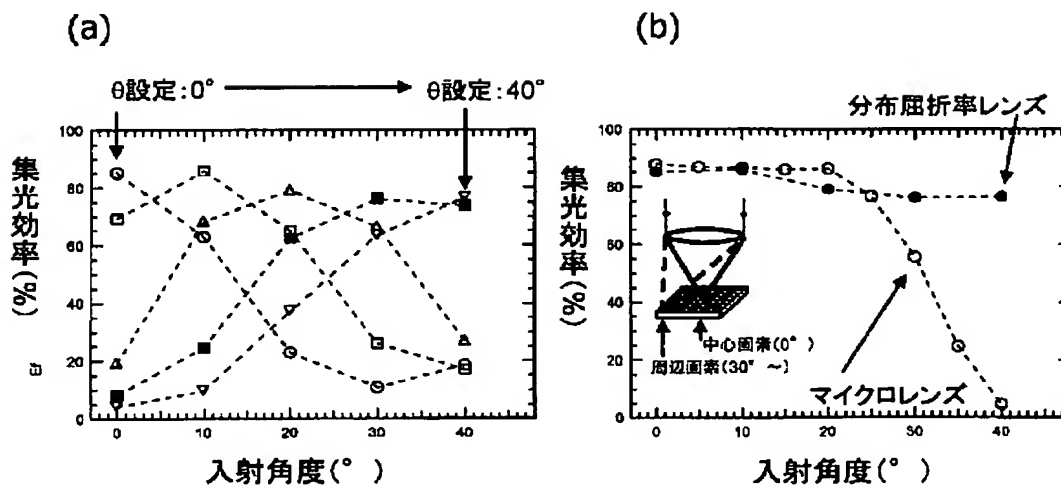 (a)
θ設定:0°
θ設定:40°
集光効率(%)
100
80
60
40
20
0
0
10
20
30
40
入射角度(° )
(b)
分布屈折率レンズ
集光効率(%)
100
80
60
40
20
0
中心画素(0°)
周辺画素(30° ~)
マイクロレンズ
0
10
20
30
40
入射角度(° )